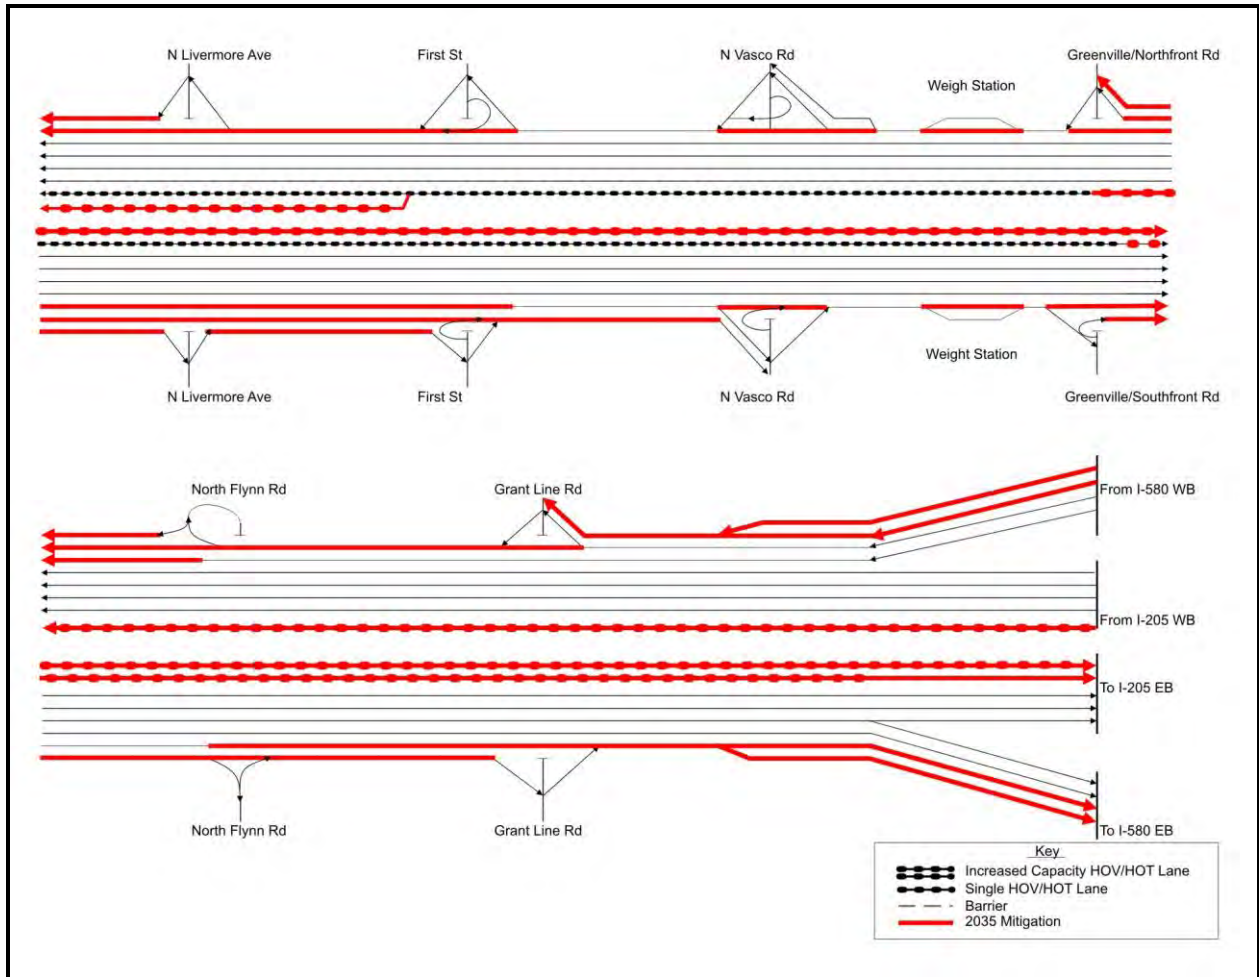 N Livermore Ave
First St
N Vasco Rd
Weigh Station
Greenville/Northfront Rd
Weight Station
N Livermore Ave
First St
N Vasco Rd
Greenville/Southfront Rd
North Flynn Rd
Grant Line Rd
From I-580 WB
From I-205 WB
To I-205 EB
North Flynn Rd
Grant Line Rd
To I-580 EB
Key
Increased Capacity HOV/HOT Lane
Single HOV/HOT Lane
Barrier
2035 Mitigation